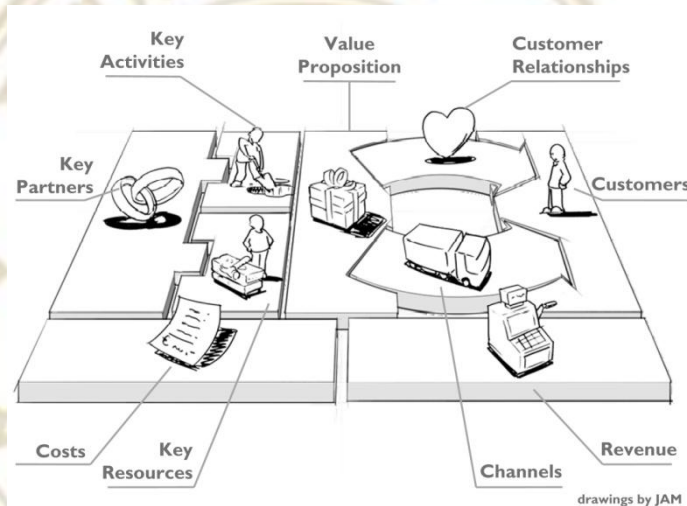 Key
Activities
Value
Proposition
Customer
Relationships
Key
Partners
Customers
Costs
Key
Resources
Channels
Revenue
drawings by JAM